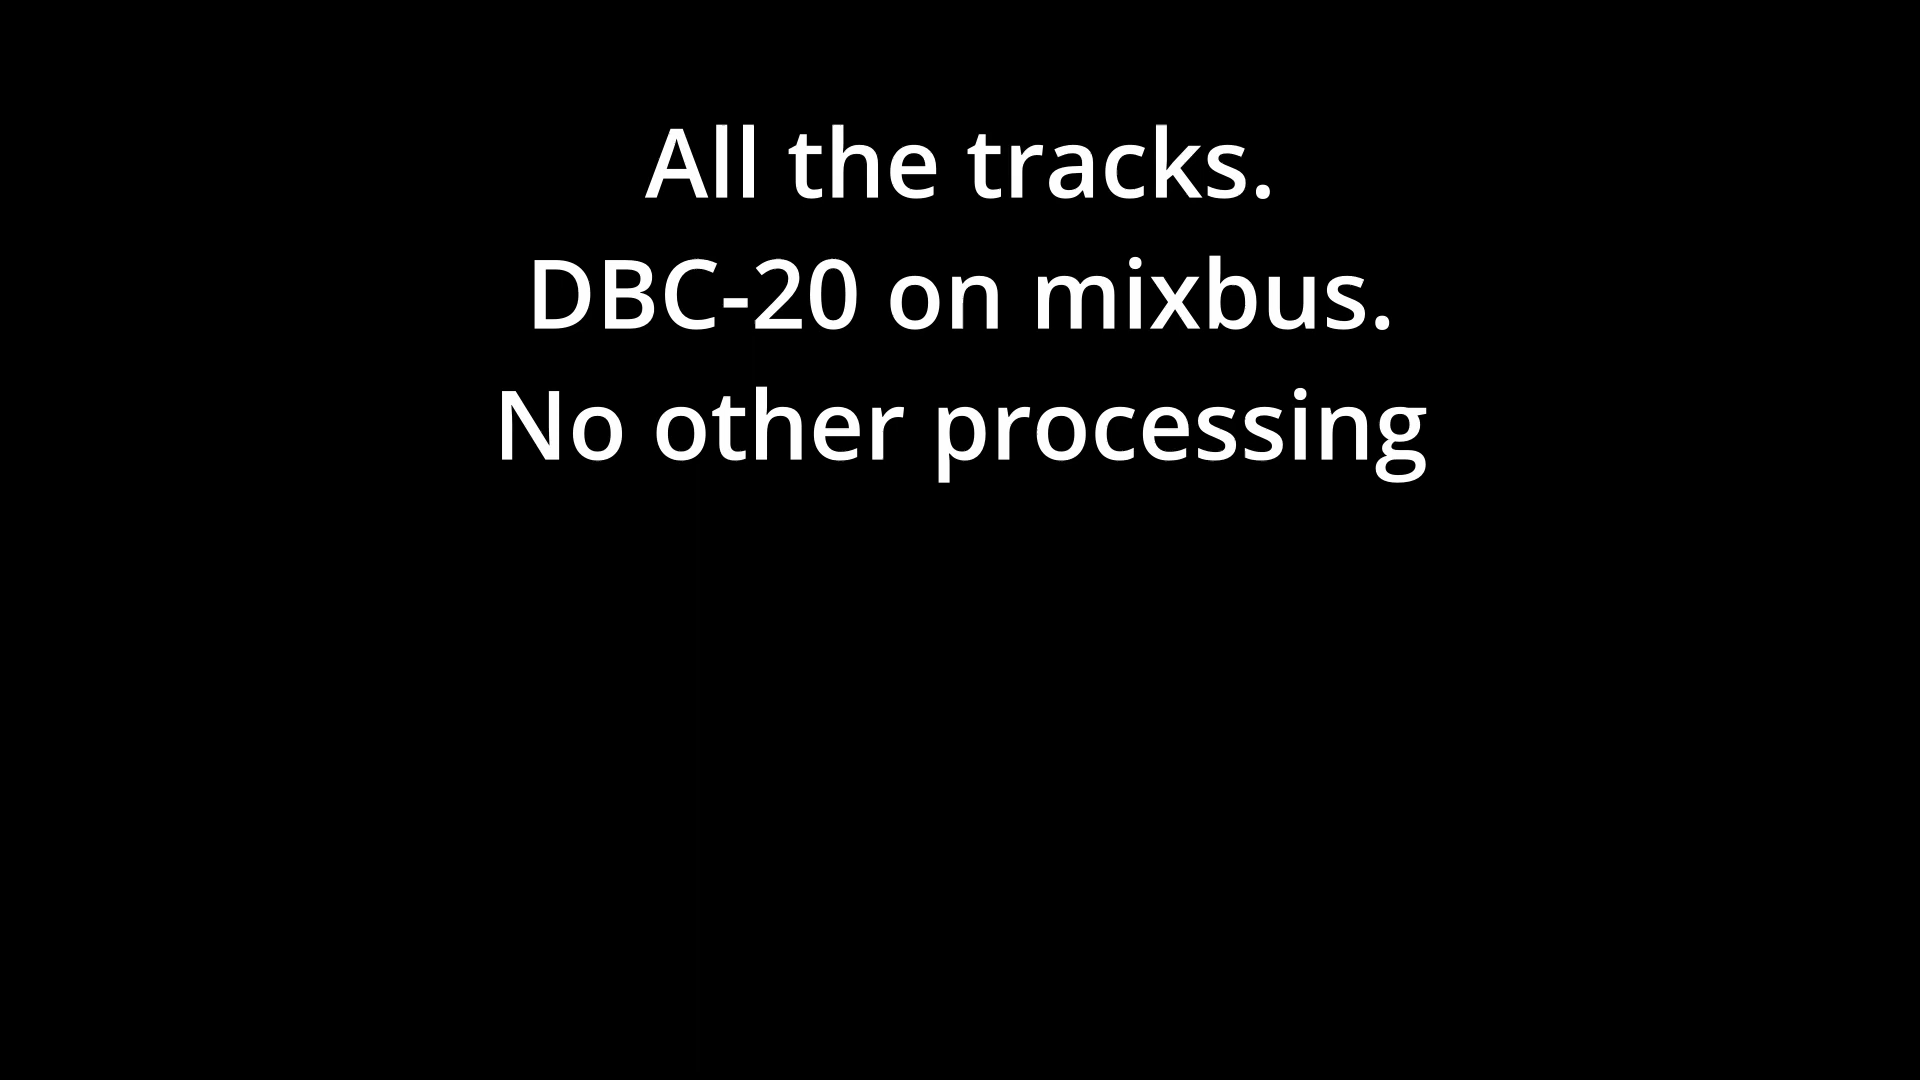 All the tracks.
DBC-20 on mixbus.
No other processing